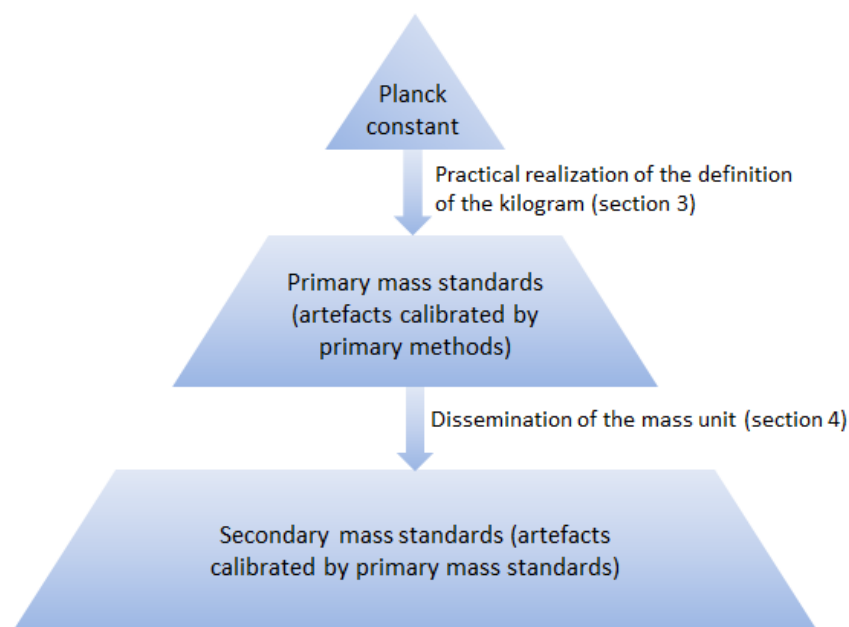 Planck
constant
Practical realization of the definition
of the kilogram (section 3)
Primary mass standards
(artefacts calibrated by
primary methods)
Dissemination of the mass unit (section 4)
Secondary mass standards (artefacts
calibrated by primary mass standards)